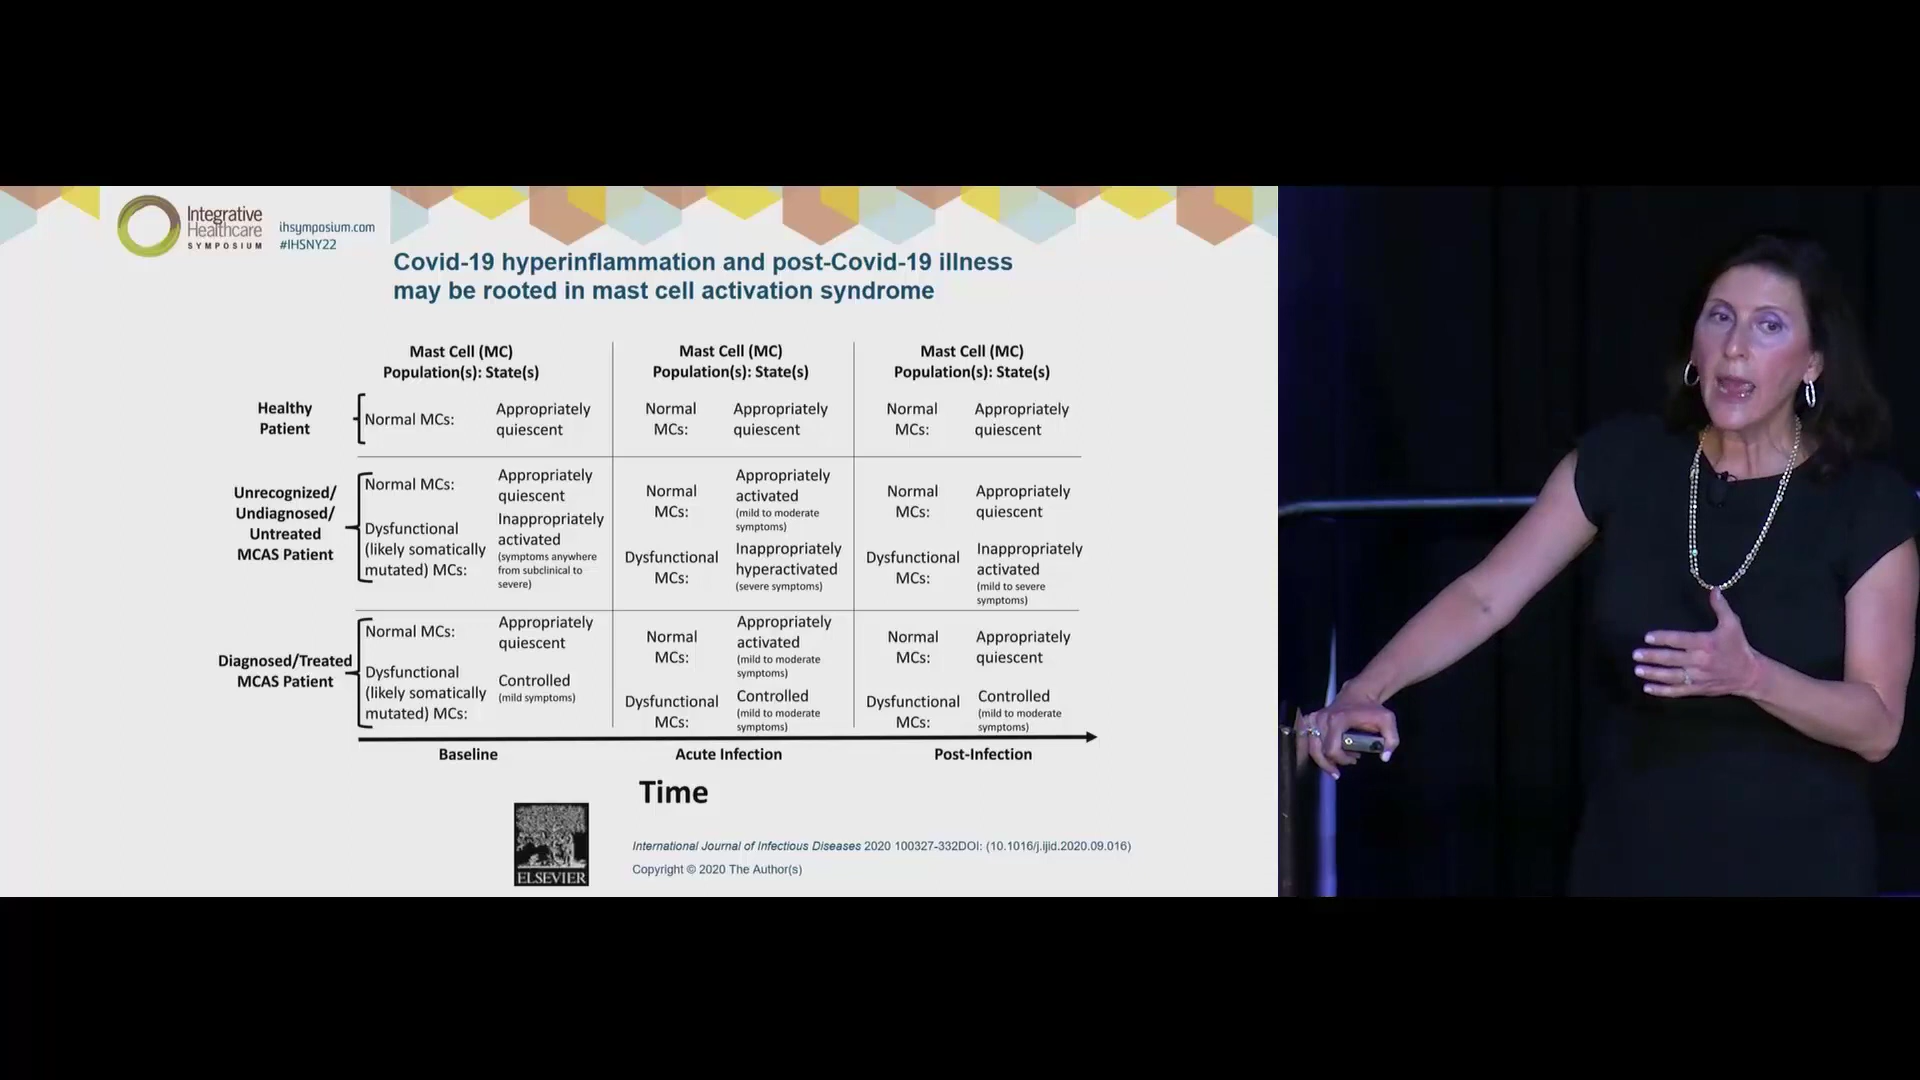 Integrative
Healthcare
SYMPOSIUM
ihsymposium.com
#IHSNY22
Covid-19 hyperinflammation and post-Covid-19 illness
may be rooted in mast cell activation syndrome
Mast Cell (MC)
Population(s): State(s)
Mast Cell (MC)
Population(s): State(s)
Mast Cell (MC)
Population(s): State(s)
Healthy
Patient
Normal MCs:
Appropriately
quiescent
Normal
MCs:
Appropriately
quiescent
Normal
MCs:
Appropriately
quiescent
Unrecognized/
Undiagnosed/
Untreated
MCAS Patient
Normal MCs:
Appropriately
quiescent
Dysfunctional
(likely somatically
mutated) MCs:
Inappropriately
activated
(symptoms anywhere
from subclinical to
severe)
Normal
MCs:
Appropriately
activated
(mild to moderate
symptoms)
Dysfunctional
MCs:
Inappropriately
hyperactivated
(severe symptoms)
Normal
MCs:
Appropriately
quiescent
Dysfunctional
MCs:
Inappropriately
activated
(mild to severe
symptoms)
Diagnosed/Treated
MCAS Patient
Normal MCs:
Appropriately
quiescent
Dysfunctional
(likely somatically
mutated) MCs:
Controlled
(mild symptoms)
Normal
MCs:
Appropriately
activated
(mild to moderate
symptoms)
Dysfunctional
MCs:
Controlled
(mild to moderate
symptoms)
Normal
MCs:
Appropriately
quiescent
Dysfunctional
MCs:
Controlled
(mild to moderate
symptoms)
Baseline
Acute Infection
Post-Infection
Time
ELSEVIER
International Journal of Infectious Diseases 2020 100327-332DOI: (10.1016/j.ijid.2020.09.016)
Copyright © 2020 The Author(s)